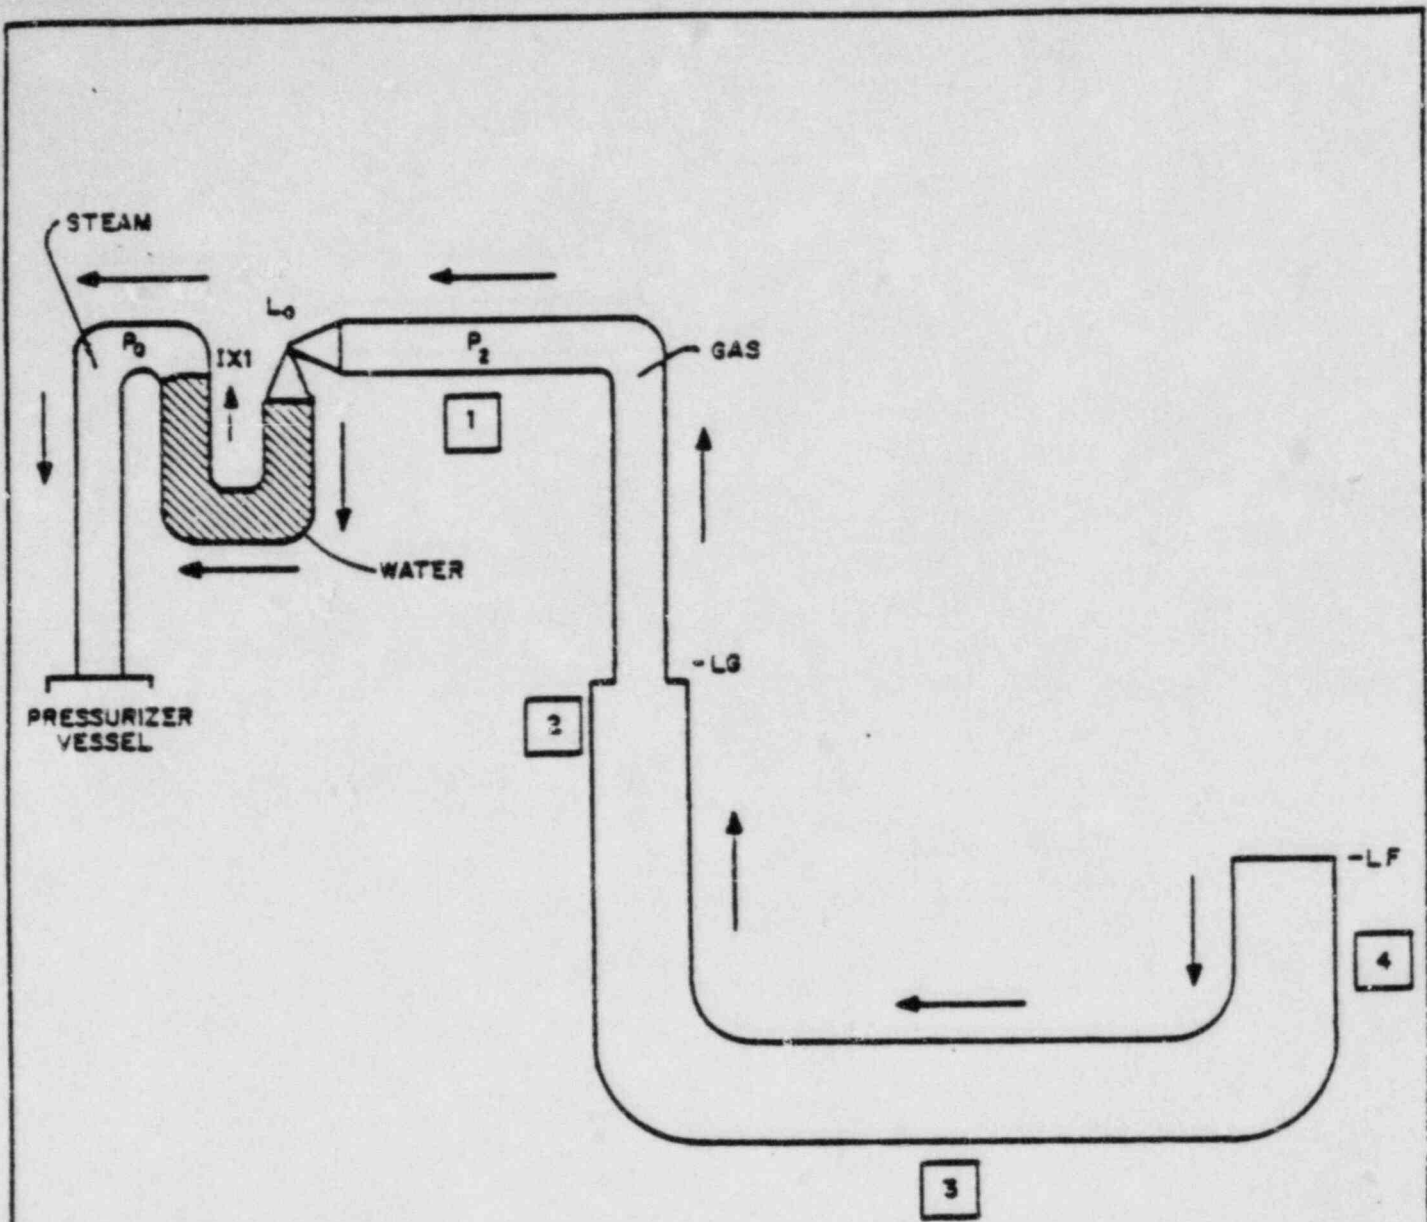 STEAM
L₀
P₀
IX1
P₂
GAS
1
WATER
-LG
2
PRESSURIZER
VESSEL
-LF
4
3